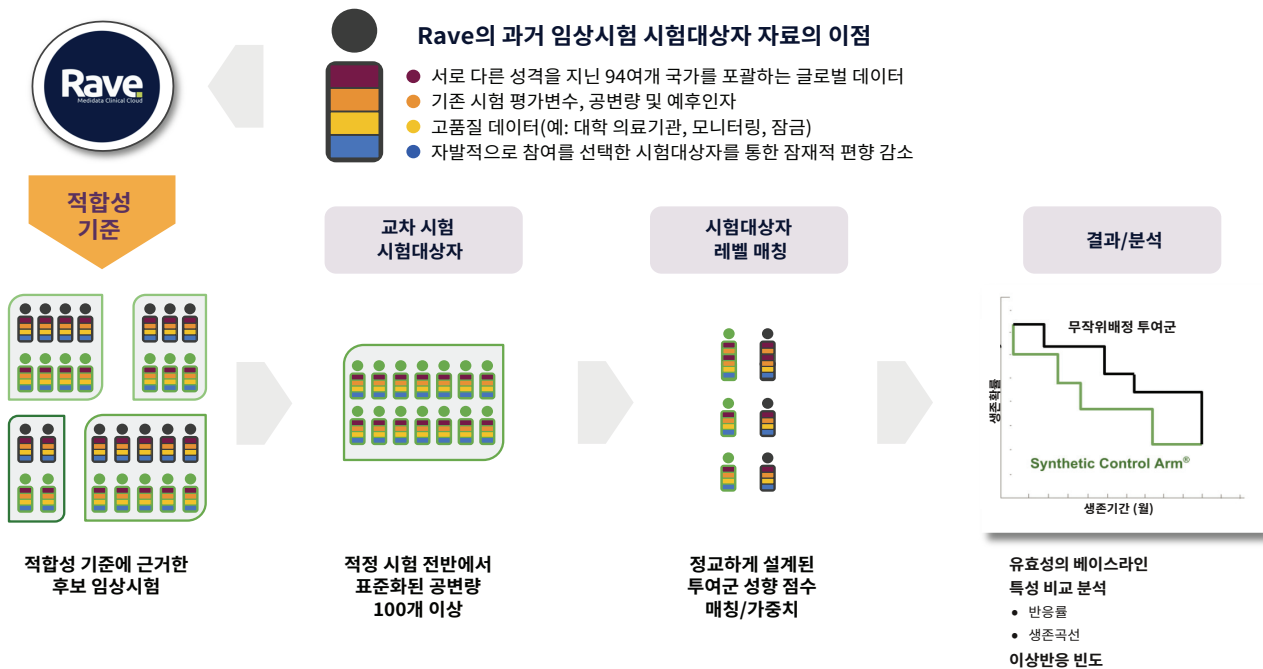 Rave의 과거 임상시험 시험대상자 자료의 이점
Rave
Medidata Clinical Cloud
서로 다른 성격을 지닌 94여개 국가를 포괄하는 글로벌 데이터
기존 시험 평가변수, 공변량 및 예후인자
고품질 데이터(예: 대학 의료기관, 모니터링, 잠금)
자발적으로 참여를 선택한 시험대상자를 통한 잠재적 편향 감소
적합성
기준
교차 시험
시험대상자
시험대상자
레벨 매칭
결과/분석
무작위배정 투여군
생존확률
Synthetic Control Arm®
생존기간 (월)
적합성 기준에 근거한
후보 임상시험
적정 시험 전반에서
표준화된 공변량
100개 이상
정교하게 설계된
투여군 성향 점수
매칭/가중치
유효성의 베이스라인
특성 비교 분석
반응률
생존곡선
이상반응 빈도